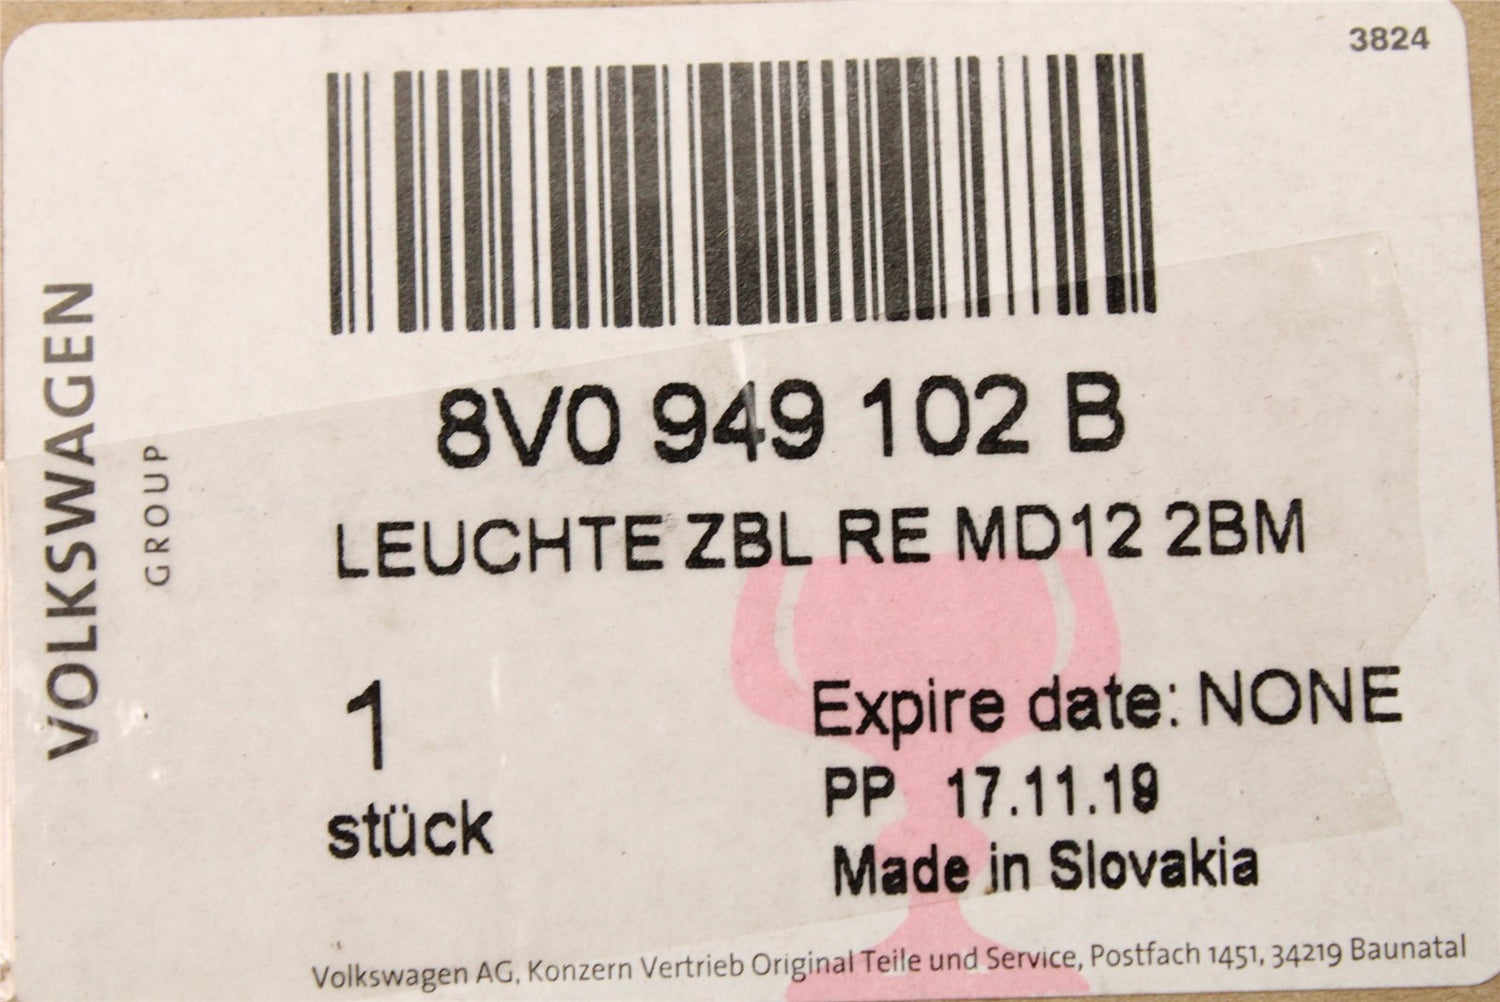 3824
VOLKSWAGEN
GROUP
8V0 949 102 B
LEUCHTE ZBL RE MD12 2BM
1
stück
Expire date: NONE
PP 17.11.19
Made in Slovakia
Volkswagen AG, Konzern Vertrieb Original Teile und Service, Postfach 1451, 34219 Baunatal